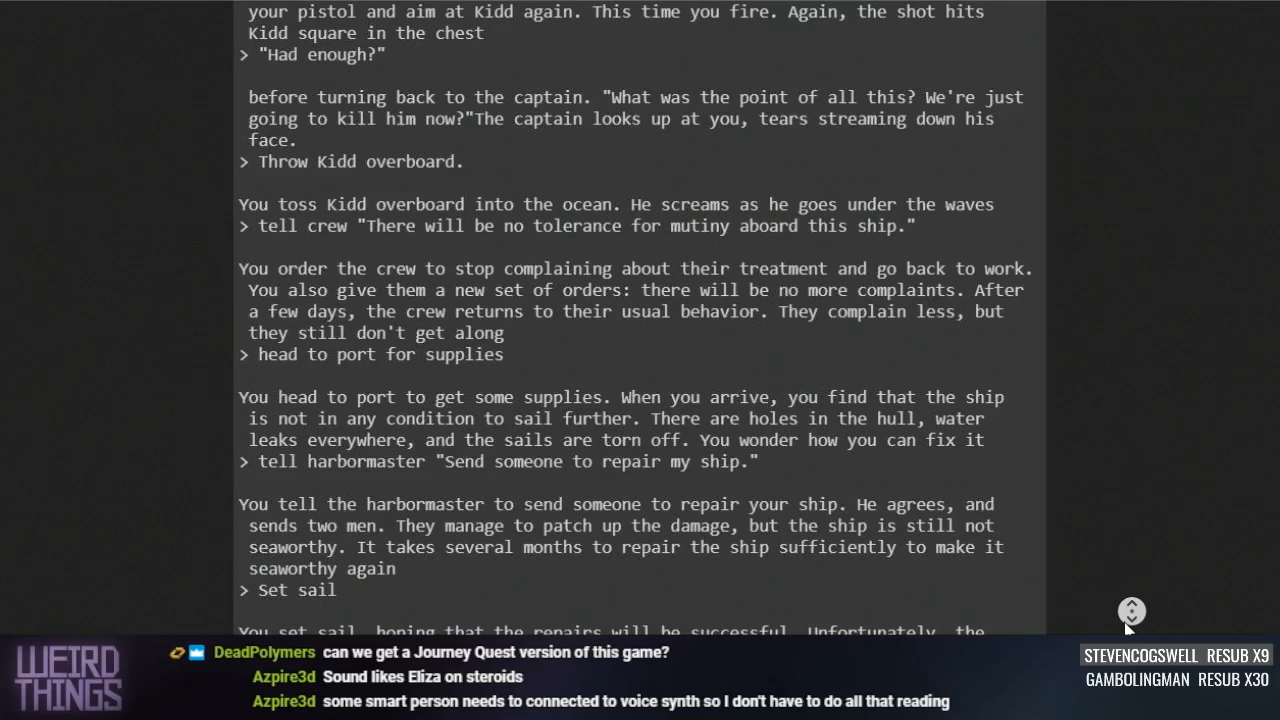 your pistol and aim at Kidd again. This time you fire. Again, the shot hits
Kidd square in the chest
> "Had enough?"
before turning back to the captain. "What was the point of all this? We're just
going to kill him now?"The captain looks up at you, tears streaming down his
face.
> Throw Kidd overboard.
You toss Kidd overboard into the ocean. He screams as he goes under the waves
> tell crew "There will be no tolerance for mutiny aboard this ship."
You order the crew to stop complaining about their treatment and go back to work.
You also give them a new set of orders: there will be no more complaints. After
a few days, the crew returns to their usual behavior. They complain less, but
they still don't get along
> head to port for supplies
You head to port to get some supplies. When you arrive, you find that the ship
is not in any condition to sail further. There are holes in the hull, water
leaks everywhere, and the sails are torn off. You wonder how you can fix it
> tell harbormaster "Send someone to repair my ship."
You tell the harbormaster to send someone to repair your ship. He agrees, and
sends two men. They manage to patch up the damage, but the ship is still not
seaworthy. It takes several months to repair the ship sufficiently to make it
seaworthy again
> Set sail
You set sail, hoping that the repairs will be successful. Unfortunately, the
WEIRD
THINGS
DeadPolymers can we get a Journey Quest version of this game?
Azpire3d Sound likes Eliza on steroids
Azpire3d some smart person needs to connected to voice synth so I don't have to do all that reading
STEVENCOGSWELL RESUB X9
GAMBOLINGMAN RESUB X30